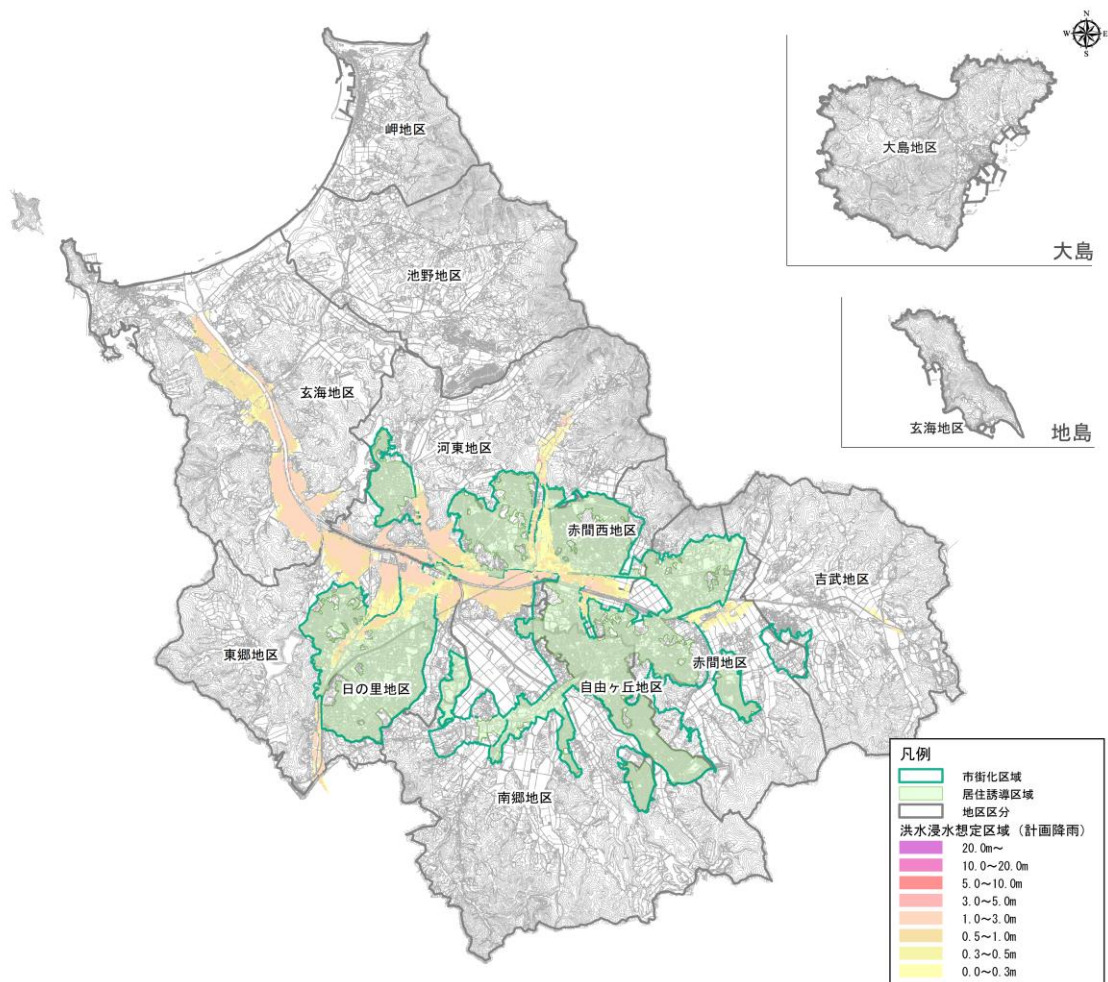 N
W E
S
岬地区
大島地区
大島
池野地区
玄海地区
玄海地区
地島
河東地区
赤間西地区
吉武地区
東郷地区
日の里地区
自由ヶ丘地区
赤間地区
南郷地区
凡例
市街化区域
居住誘導区域
地区区分
洪水浸水想定区域（計画降雨）
20.0m～
10.0～20.0m
5.0～10.0m
3.0～5.0m
1.0～3.0m
0.5～1.0m
0.3～0.5m
0.0～0.3m